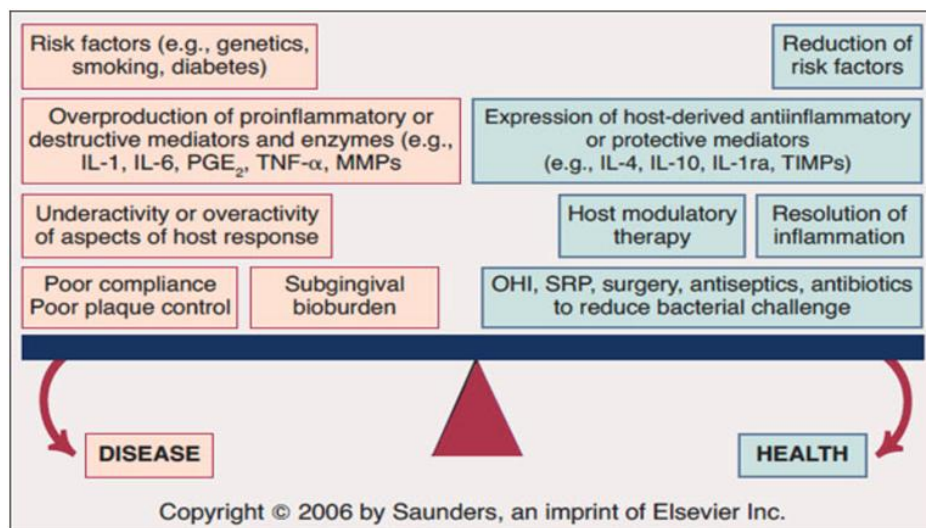 Risk factors (e.g., genetics,
smoking, diabetes)
Reduction of
risk factors
Overproduction of proinflammatory or
destructive mediators and enzymes (e.g.,
IL-1, IL-6, PGE₂, TNF-α, MMPs
Expression of host-derived antiinflammatory
or protective mediators
(e.g., IL-4, IL-10, IL-1ra, TIMPs)
Underactivity or overactivity
of aspects of host response
Host modulatory
therapy
Resolution of
inflammation
Poor compliance
Poor plaque control
Subgingival
bioburden
OHI, SRP, surgery, antiseptics, antibiotics
to reduce bacterial challenge
DISEASE
HEALTH
Copyright © 2006 by Saunders, an imprint of Elsevier Inc.